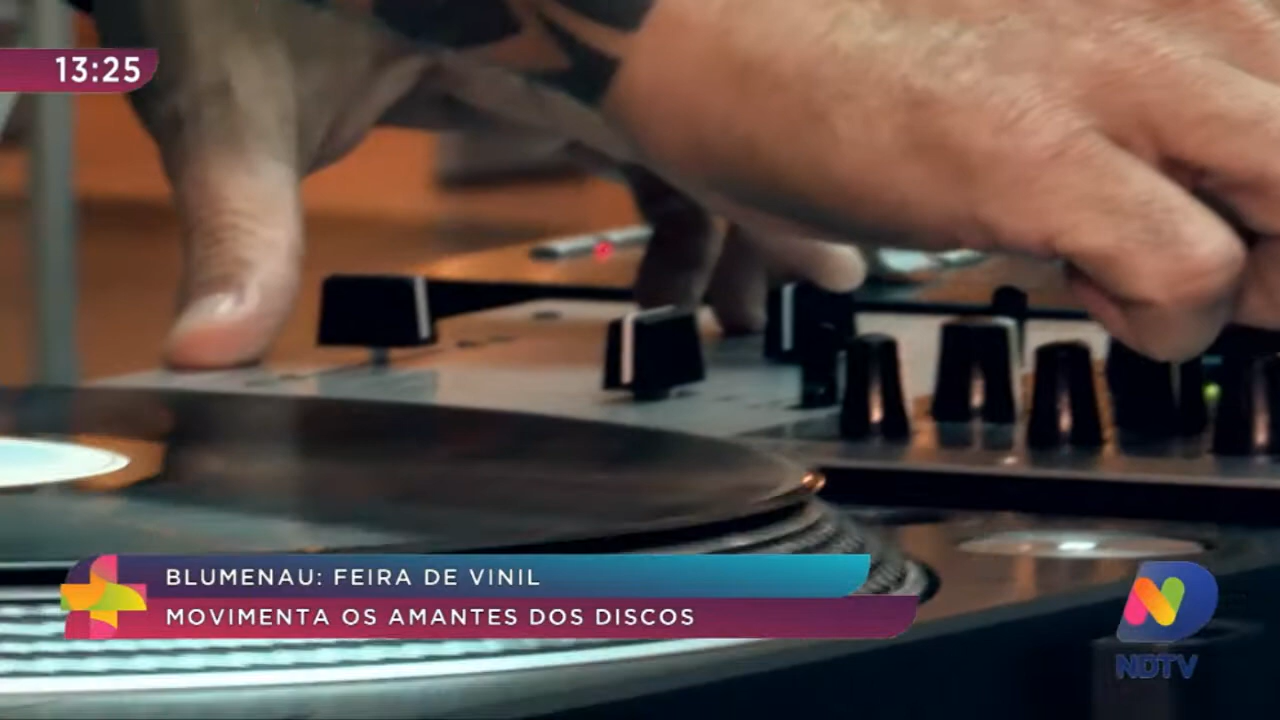 13:25
BLUMENAU: FEIRA DE VINIL
MOVIMENTA OS AMANTES DOS DISCOS
NDTV